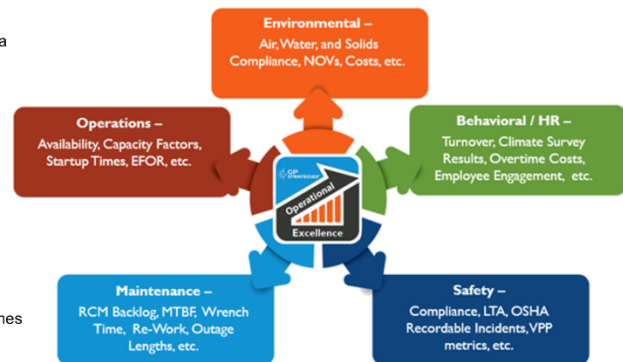 Environmental –
Air, Water, and Solids
Compliance, NOVs, Costs, etc.
a
Operations –
Availability, Capacity Factors,
Startup Times, EFOR, etc.
Behavioral / HR –
Turnover, Climate Survey
Results, Overtime Costs,
Employee Engagement, etc.
GP
STRATEGIES
Operational
Excellence
Maintenance –
RCM Backlog, MTBF, Wrench
Time, Re-Work, Outage
Lengths, etc.
Safety –
Compliance, LTA, OSHA
Recordable Incidents, VPP
metrics, etc.
nes